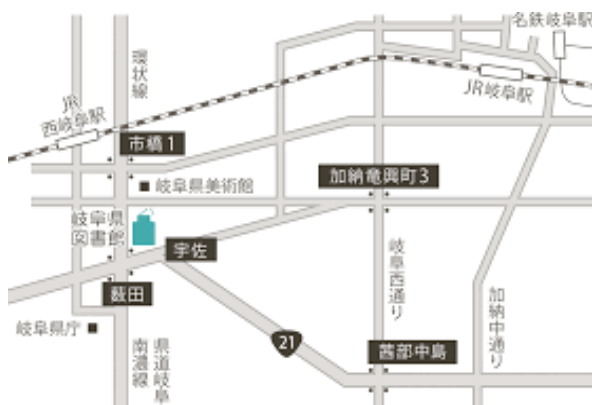 名鉄岐阜駅
環状線
JR
西岐阜駅
JR岐阜駅
市橋1
岐阜県美術館
加納竜興町3
岐阜県
図書館
宇佐
岐阜西通り
薮田
加納中通り
岐阜県庁
21
茜部中島
県道岐阜
南濃線